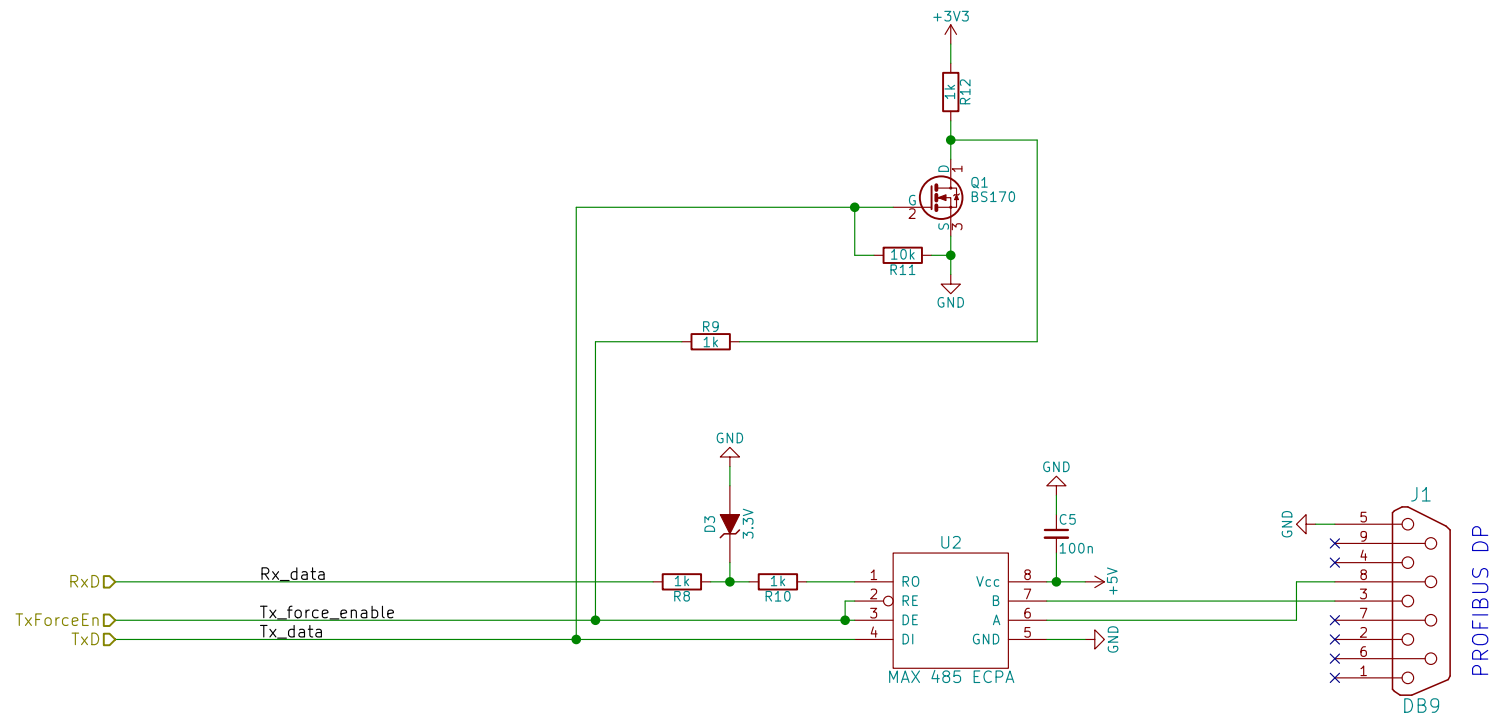 +3V3
1k
R12
D
1
Q1
BS170
G
2
S
3
10k
R11
GND
R9
1k
GND
D3
3.3V
GND
C5
100n
U2
J1
GND
5
9
4
RxD
Rx_data
1k
R8
1k
R10
1
RO
Vcc
8
+5V
8
2
RE
B
7
3
TxForceEn
Tx_force_enable
3
DE
A
6
7
TxD
Tx_data
4
DI
GND
5
GND
2
6
1
MAX 485 ECPA
DB9
PROFIBUS DP